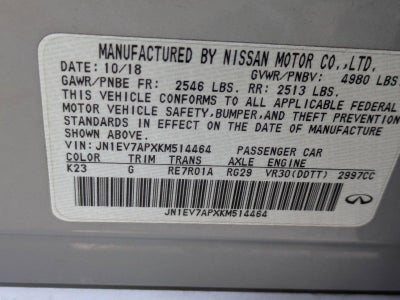 MANUFACTURED BY NISSAN MOTOR CO.,LTD.
DATE: 10/18 GVWR/PNBV: 4980 LBS
GAWR/PNBE FR: 2546 LBS. RR: 2513 LBS.
THIS VEHICLE CONFORMS TO ALL APPLICABLE FEDERAL
MOTOR VEHICLE SAFETY,BUMPER,AND THEFT PREVENTION
STANDARDS IN EFFECT ON THE DATE OF MANUFACTURE
SHOWN ABOVE.
VIN: JN1EV7APXKM514464 PASSENGER CAR
COLOR TRIM TRANS AXLE ENGINE
K23 G RE7R01A RG29 VR30(DDTT) 2997CC
JN1EV7APXKM514464